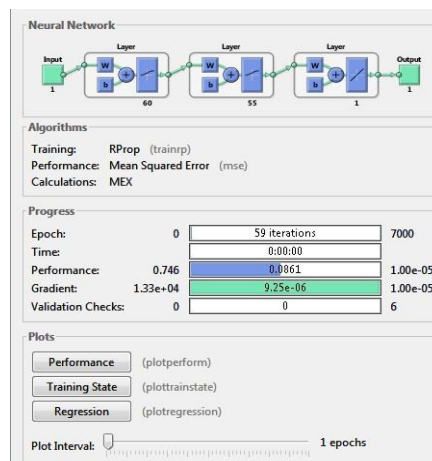 Neural Network
Layer Layer Layer
Input Output
W W W
b b b
1 60 55 1 1
Algorithms
Training: RProp (trainrp)
Performance: Mean Squared Error (mse)
Calculations: MEX
Progress
Epoch: 0 59 iterations 7000
Time: 0:00:00
Performance: 0.746 0.0861 1.00e-05
Gradient: 1.33e+04 9.25e-06 1.00e-05
Validation Checks: 0 0 6
Plots
Performance (plotperform)
Training State (plottrainstate)
Regression (plotregression)
Plot Interval: 1 epochs